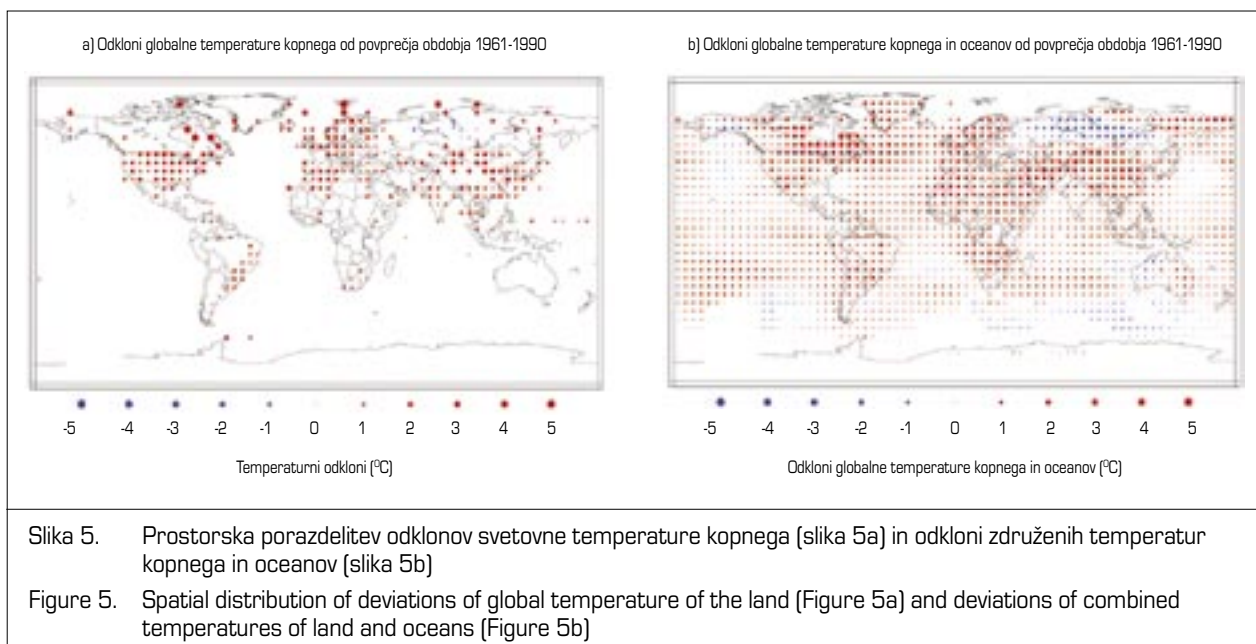 a) Odkloni globalne temperature kopnega od povprečja obdobja 1961-1990
b) Odkloni globalne temperature kopnega in oceanov od povprečja obdobja 1961-1990
-5 -4 -3 -2 -1 0 1 2 3 4 5
Temperaturni odkloni (⁰C)
-5 -4 -3 -2 -1 0 1 2 3 4 5
Odkloni globalne temperature kopnega in oceanov (⁰C)
Slika 5. Prostorska porazdelitev odklonov svetovne temperature kopnega (slika 5a) in odkloni združenih temperatur
kopnega in oceanov (slika 5b)
Figure 5. Spatial distribution of deviations of global temperature of the land (Figure 5a) and deviations of combined
temperatures of land and oceans (Figure 5b)